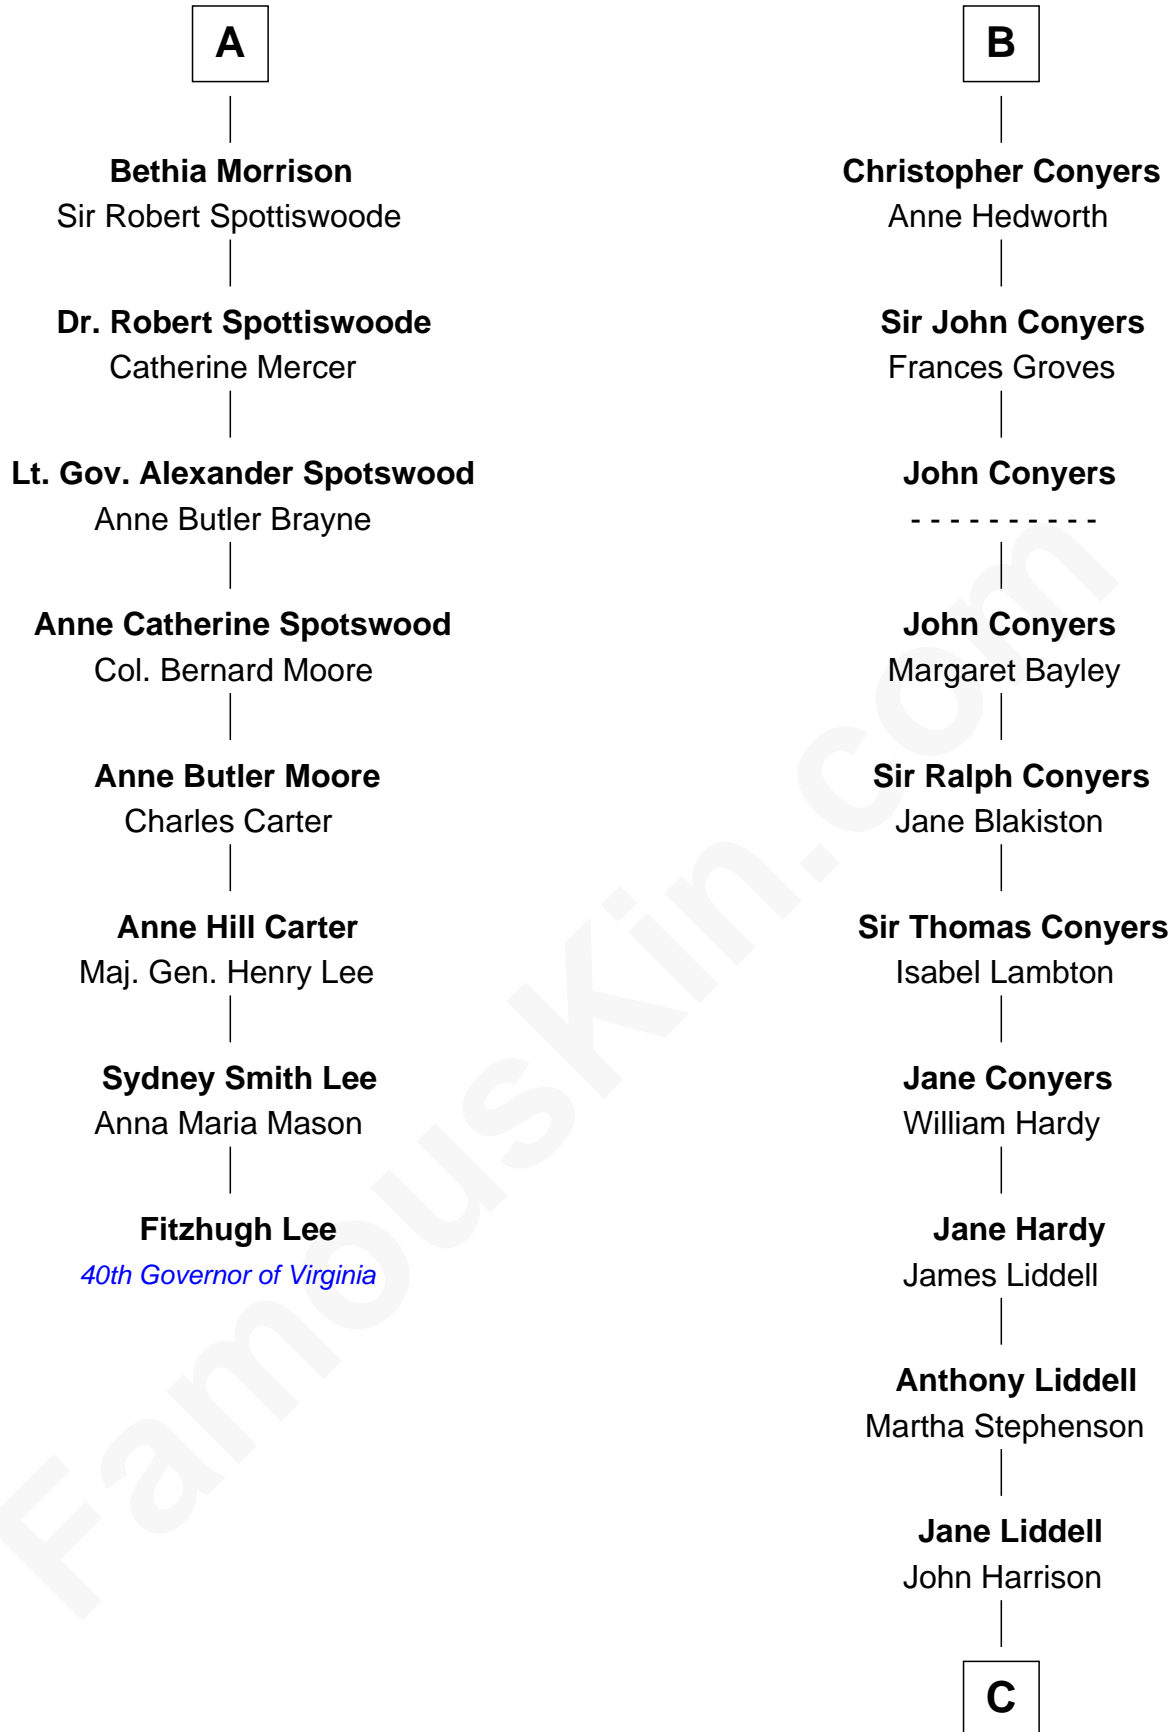 A
Bethia Morrison
Sir Robert Spottiswoode
Dr. Robert Spottiswoode
Catherine Mercer
Lt. Gov. Alexander Spotswood
Anne Butler Brayne
Anne Catherine Spotswood
Col. Bernard Moore
Anne Butler Moore
Charles Carter
Anne Hill Carter
Maj. Gen. Henry Lee
Sydney Smith Lee
Anna Maria Mason
Fitzhugh Lee
40th Governor of Virginia
B
Christopher Conyers
Anne Hedworth
Sir John Conyers
Frances Groves
John Conyers
- - - - - - - - - -
John Conyers
Margaret Bayley
Sir Ralph Conyers
Jane Blakiston
Sir Thomas Conyers
Isabel Lambton
Jane Conyers
William Hardy
Jane Hardy
James Liddell
Anthony Liddell
Martha Stephenson
Jane Liddell
John Harrison
C
FamousKin.com